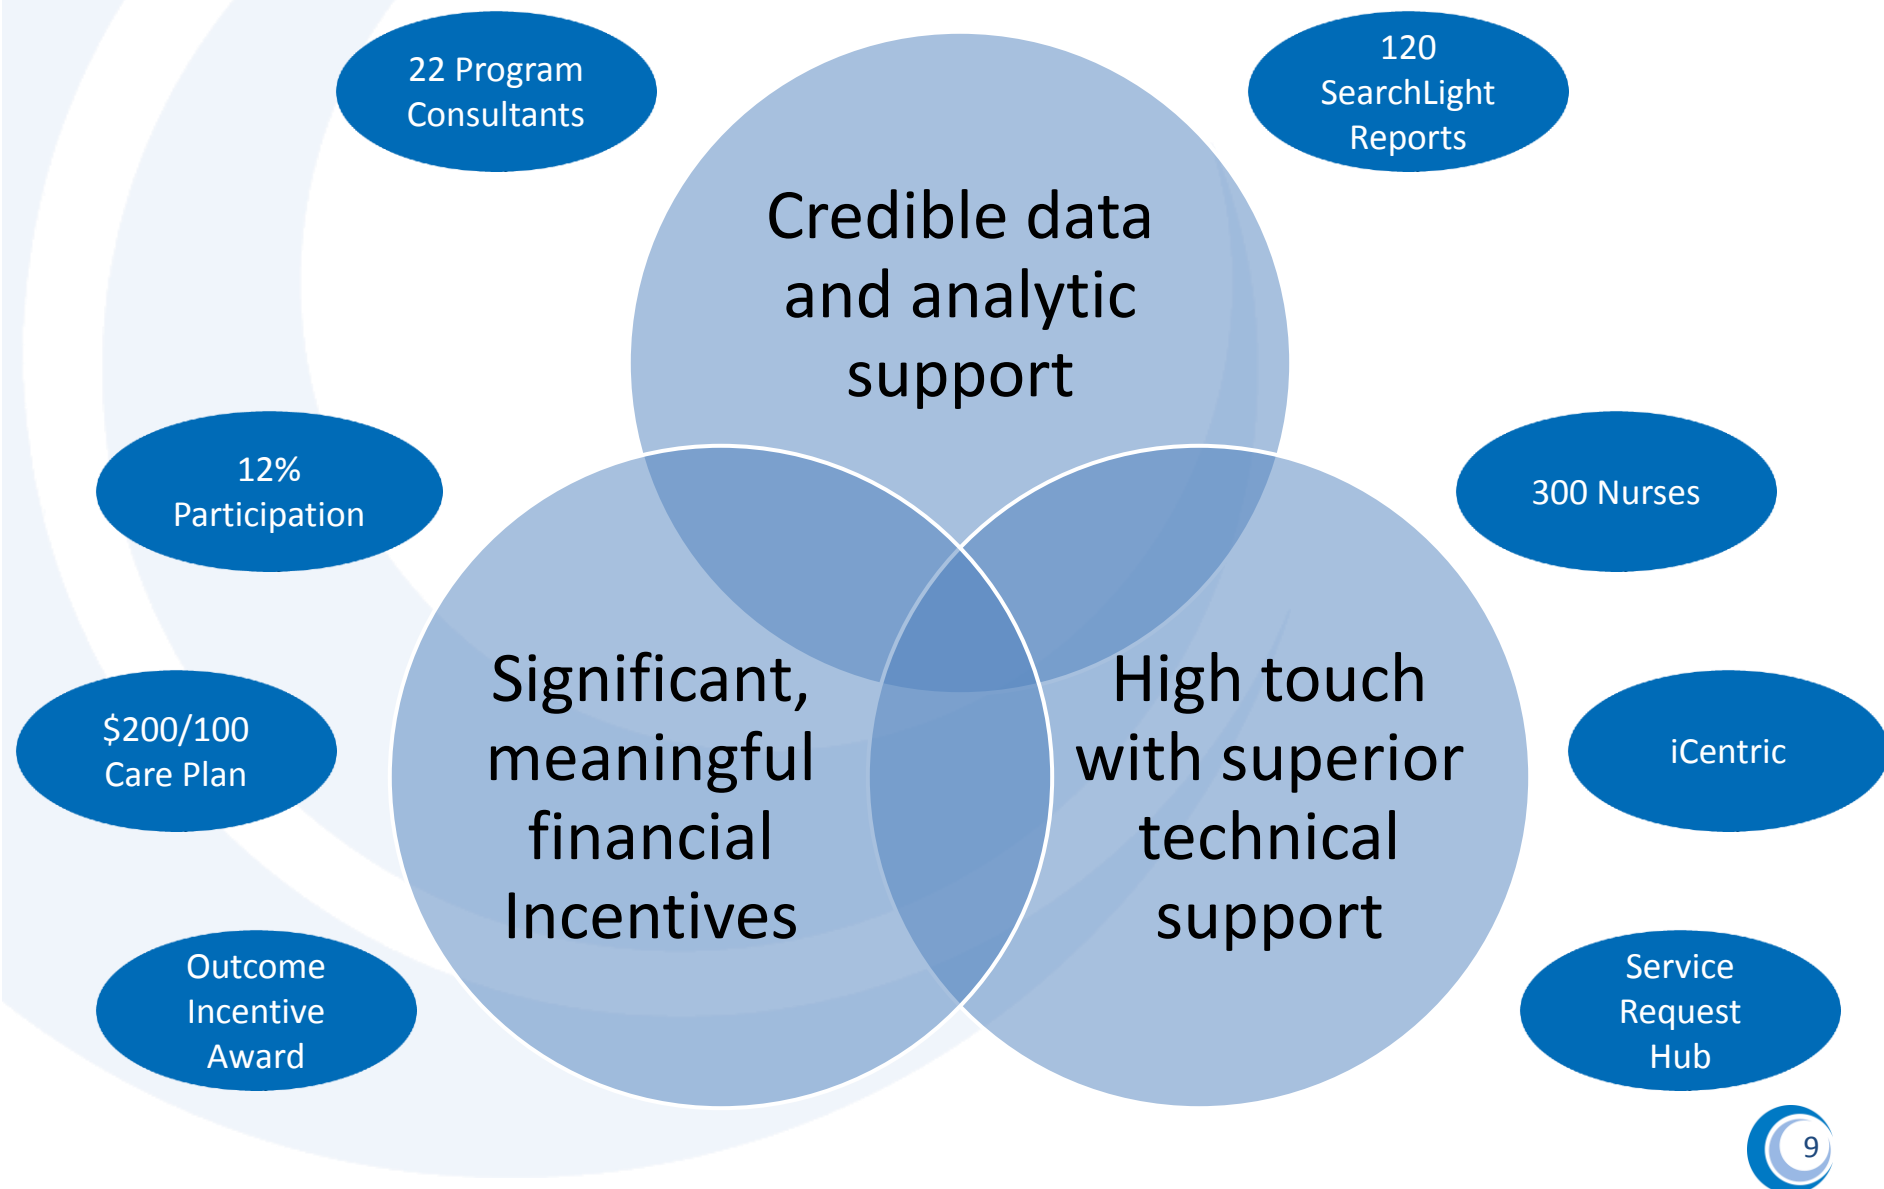 22 Program
Consultants
120
SearchLight
Reports
Credible data
and analytic
support
12%
Participation
300 Nurses
$200/100
Care Plan
Significant,
meaningful
financial
Incentives
High touch
with superior
technical
support
iCentric
Outcome
Incentive
Award
Service
Request
Hub
9